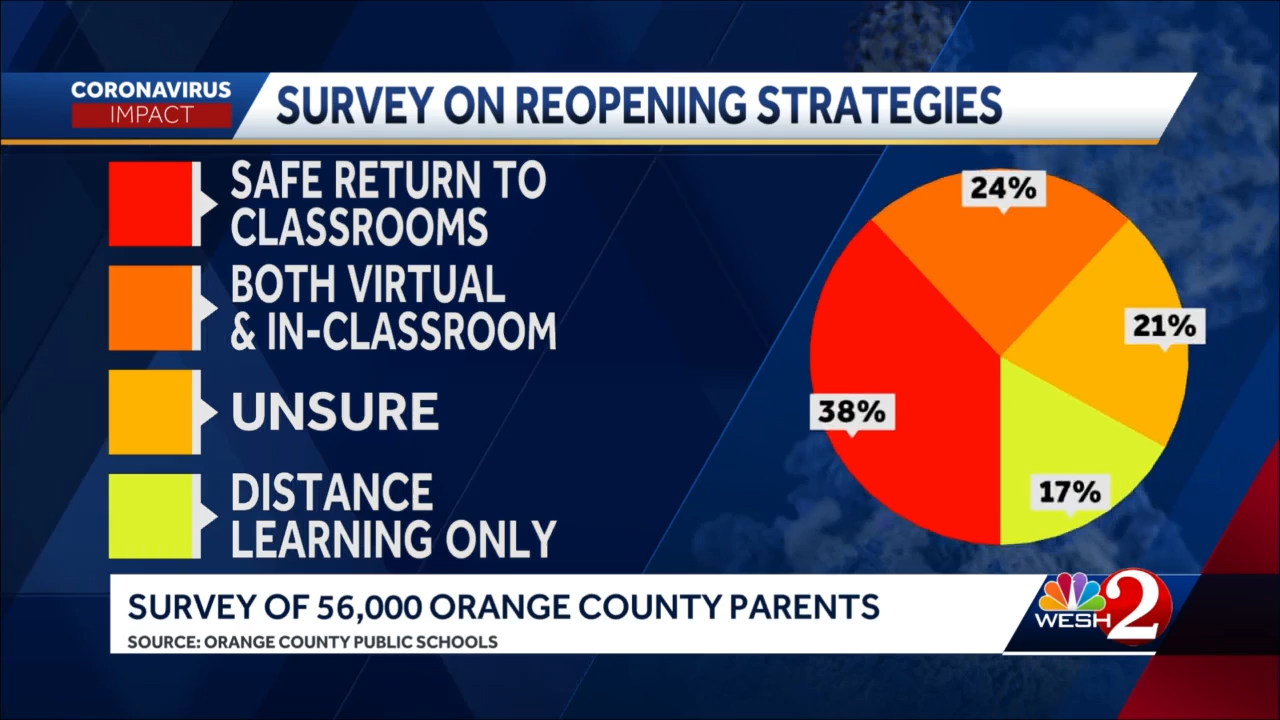 CORONAVIRUS
IMPACT
SURVEY ON REOPENING STRATEGIES
SAFE RETURN TO
CLASSROOMS
BOTH VIRTUAL
& IN-CLASSROOM
UNSURE
DISTANCE
LEARNING ONLY
24%
21%
38%
17%
SURVEY OF 56,000 ORANGE COUNTY PARENTS
SOURCE: ORANGE COUNTY PUBLIC SCHOOLS
WESH 2